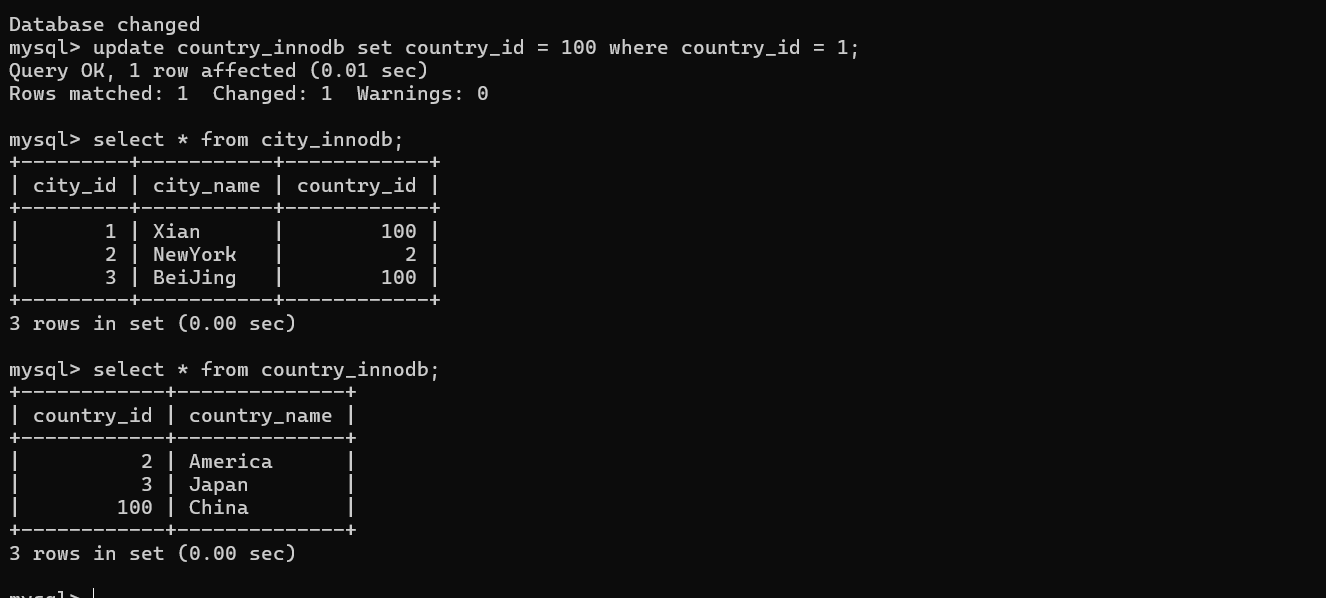 Database changed
mysql> update country_innodb set country_id = 100 where country_id = 1;
Query OK, 1 row affected (0.01 sec)
Rows matched: 1  Changed: 1  Warnings: 0
mysql> select * from city_innodb;
+---------+-----------+------------+
| city_id | city_name | country_id |
+---------+-----------+------------+
|       1 | Xian      |        100 |
|       2 | NewYork   |          2 |
|       3 | BeiJing   |        100 |
+---------+-----------+------------+
3 rows in set (0.00 sec)
mysql> select * from country_innodb;
+------------+--------------+
| country_id | country_name |
+------------+--------------+
|          2 | America      |
|          3 | Japan        |
|        100 | China        |
+------------+--------------+
3 rows in set (0.00 sec)
mysql>